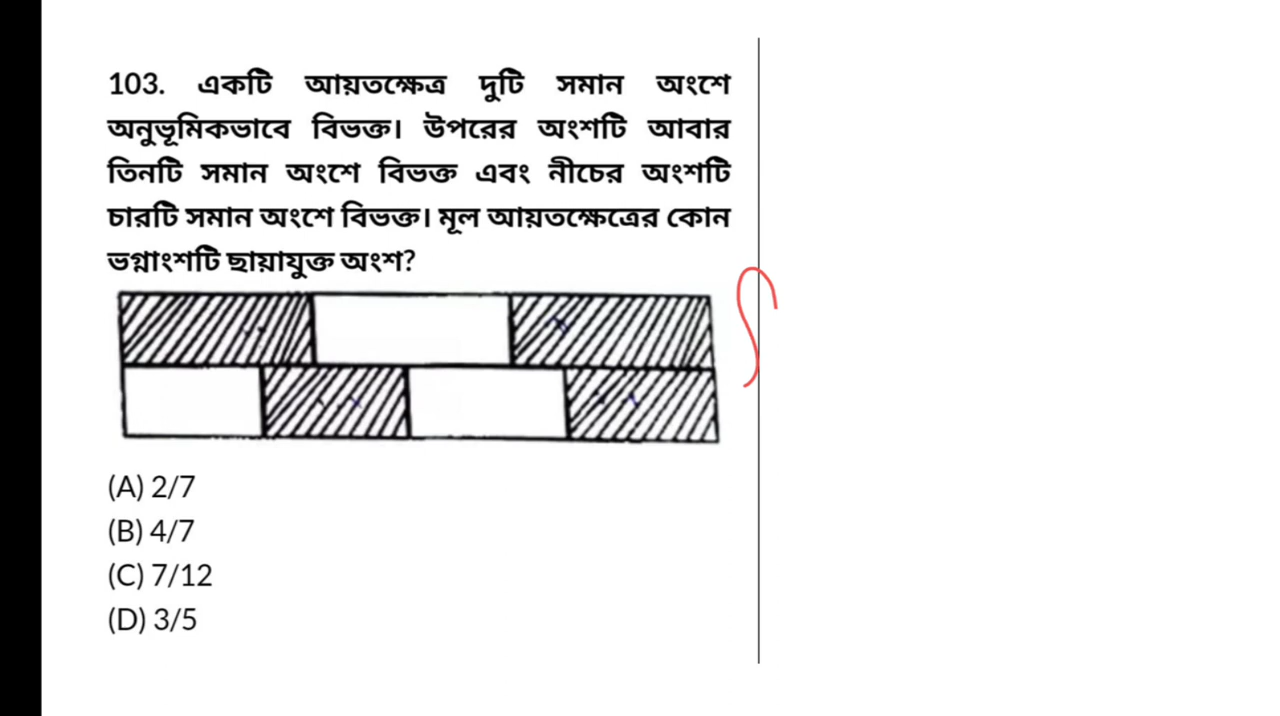 103. একটি আয়তক্ষেত্র দুটি সমান অংশে
অনুভূমিকভাবে বিভক্ত। উপরের অংশটি আবার
তিনটি সমান অংশে বিভক্ত এবং নীচের অংশটি
চারটি সমান অংশে বিভক্ত। মূল আয়তক্ষেত্রের কোন
ভগ্নাংশটি ছায়াযুক্ত অংশ?
(A) 2/7
(B) 4/7
(C) 7/12
(D) 3/5